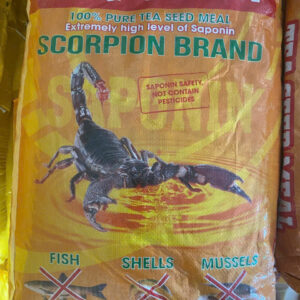 100% PURE TEA SEED MEAL
Extremely high level of Saponin
SCORPION BRAND
SAPONIN
SAPONIN SAFETY,
NOT CONTAIN
PESTICIDES
FISH SHELLS MUSSELS